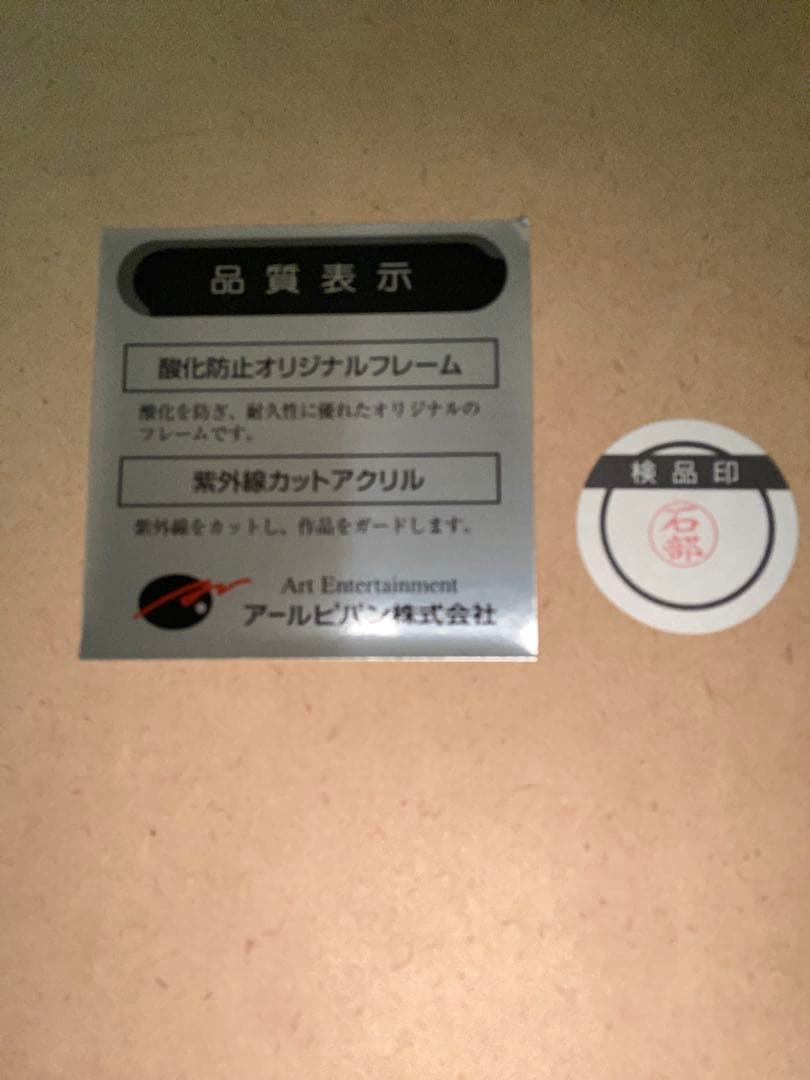 品質表示
酸化防止オリジナルフレーム
酸化を防ぎ、耐久性に優れたオリジナルの
フレームです。
紫外線カットアクリル
紫外線をカットし、作品をガードします。
Art Entertainment
アールビバン株式会社
検品印
石部